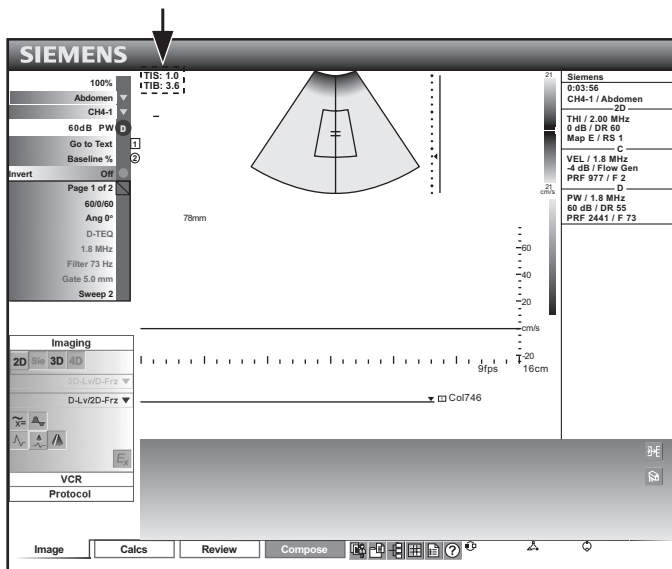 SIEMENS
TIS: 1.0
TIB: 3.6
100%
Abdomen
CH4-1
60dB PW D
Go to Text 1
Baseline % 2
Invert Off
Page 1 of 2
60/0/60
Ang 0°
D-TEQ
1.8 MHz
Filter 73 Hz
Gate 5.0 mm
Sweep 2
78mm
21
21
cm/s
60
40
20
cm/s
-20
9fps 16cm
1 Col746
Siemens
0:03:56
CH4-1 / Abdomen
2D
THI / 2.00 MHz
0 dB / DR 60
Map E / RS 1
C
VEL / 1.8 MHz
-4 dB / Flow Gen
PRF 977 / F 2
D
PW / 1.8 MHz
60 dB / DR 55
PRF 2441 / F 73
Imaging
2D Sie 3D 4D
3D-Lv/D-Frz
D-Lv/2D-Frz
x=
Ex
VCR
Protocol
Image Calcs Review Compose ?